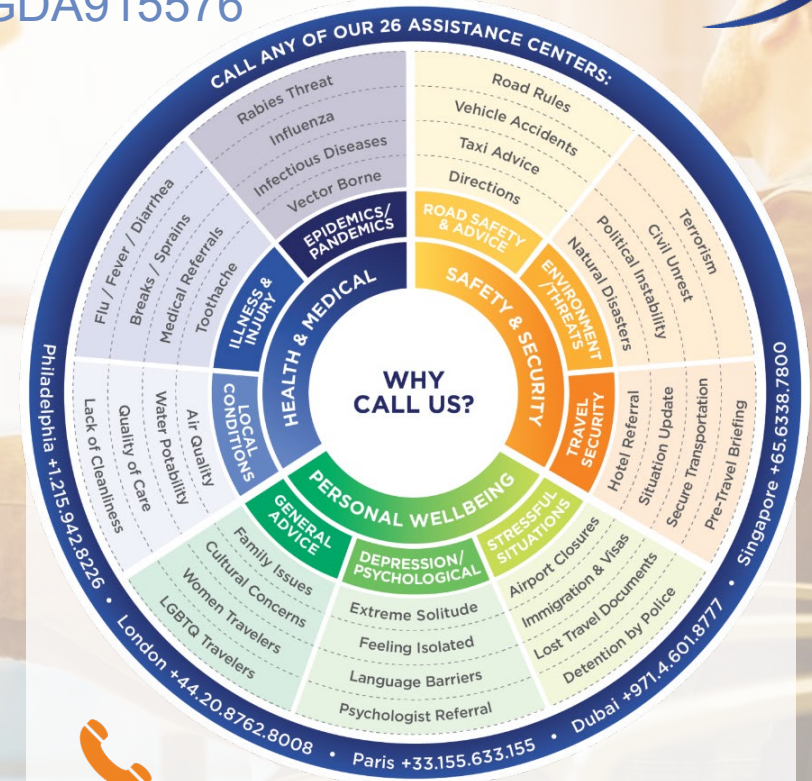 GDA915576
CALL ANY OF OUR 26 ASSISTANCE CENTERS:
WHY
CALL US?
HEALTH & MEDICAL
EPIDEMICS/
PANDEMICS
Rabies Threat
Influenza
Infectious Diseases
Vector Borne
ILLNESS &
INJURY
Flu / Fever / Diarrhea
Breaks / Sprains
Medical Referrals
Toothache
LOCAL
CONDITIONS
Air Quality
Water Potability
Quality of Care
Lack of Cleanliness
SAFETY & SECURITY
ROAD SAFETY
& ADVICE
Road Rules
Vehicle Accidents
Taxi Advice
Directions
ENVIRONMENT
/THREATS
Terrorism
Civil Unrest
Political Instability
Natural Disasters
TRAVEL
SECURITY
Hotel Referral
Situation Update
Secure Transportation
Pre-Travel Briefing
PERSONAL WELLBEING
GENERAL
ADVICE
Family Issues
Cultural Concerns
Women Travelers
LGBTQ Travelers
DEPRESSION/
PSYCHOLOGICAL
Extreme Solitude
Feeling Isolated
Language Barriers
Psychologist Referral
STRESSFUL
SITUATIONS
Airport Closures
Immigration & Visas
Lost Travel Documents
Detention by Police
Philadelphia +1.215.942.8226 • London +44.20.8762.8008 • Paris +33.155.633.155 • Dubai +971.4.601.8777 • Singapore +65.6338.7800